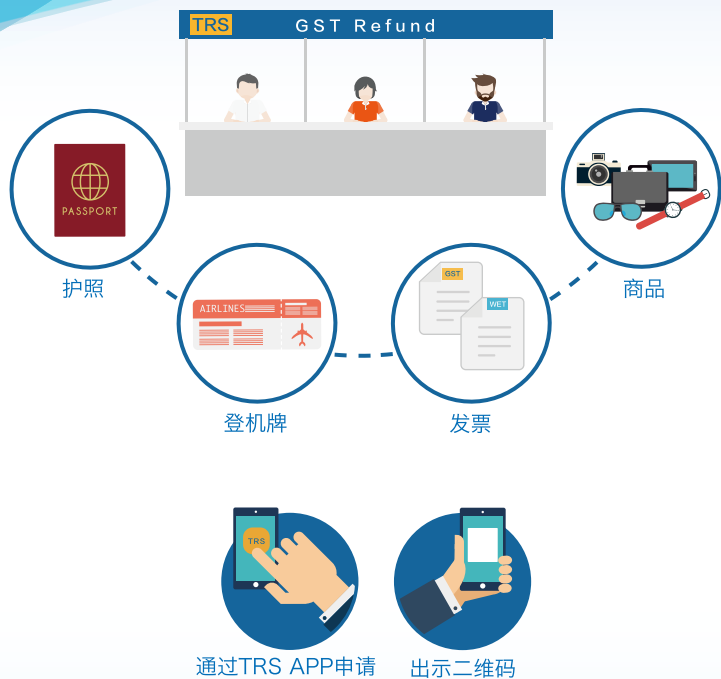 TRS GST Refund
PASSPORT
护照
商品
AIRLINES
GST
WET
登机牌
发票
TRS
通过TRS APP申请
出示二维码